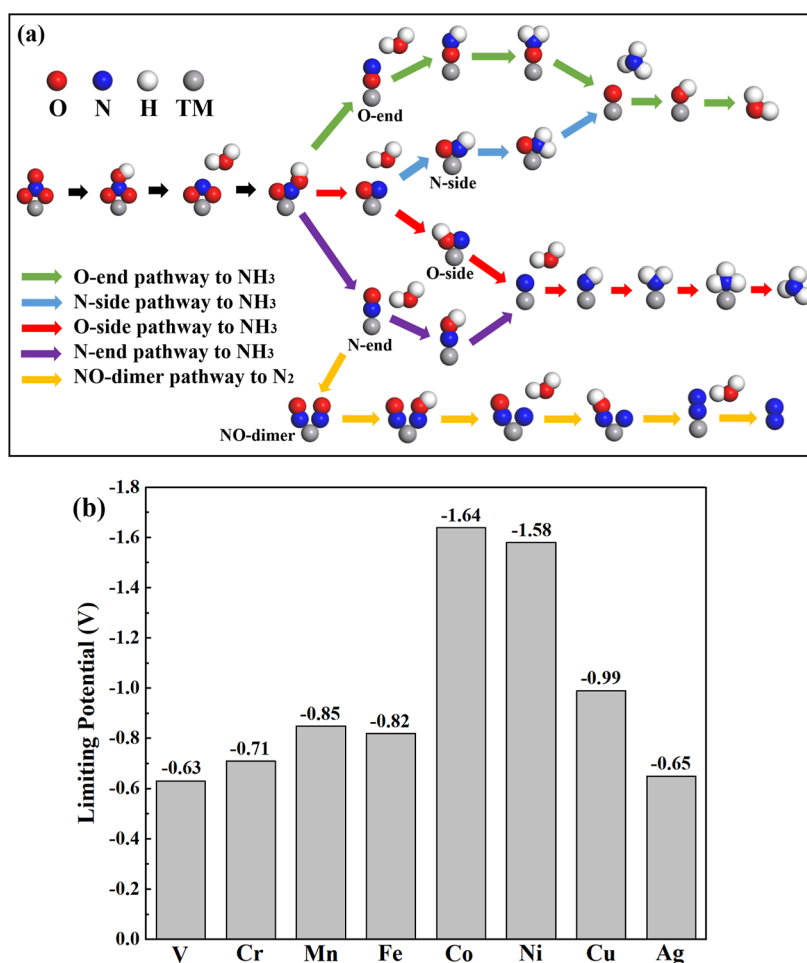 (a)
O N H TM
O-end
N-side
O-side
N-end
NO-dimer
O-end pathway to NH₃
N-side pathway to NH₃
O-side pathway to NH₃
N-end pathway to NH₃
NO-dimer pathway to N₂
(b)
Limiting Potential (V)
-1.8
-1.6
-1.4
-1.2
-1.0
-0.8
-0.6
-0.4
-0.2
0.0
-0.63
-0.71
-0.85
-0.82
-1.64
-1.58
-0.99
-0.65
V Cr Mn Fe Co Ni Cu Ag